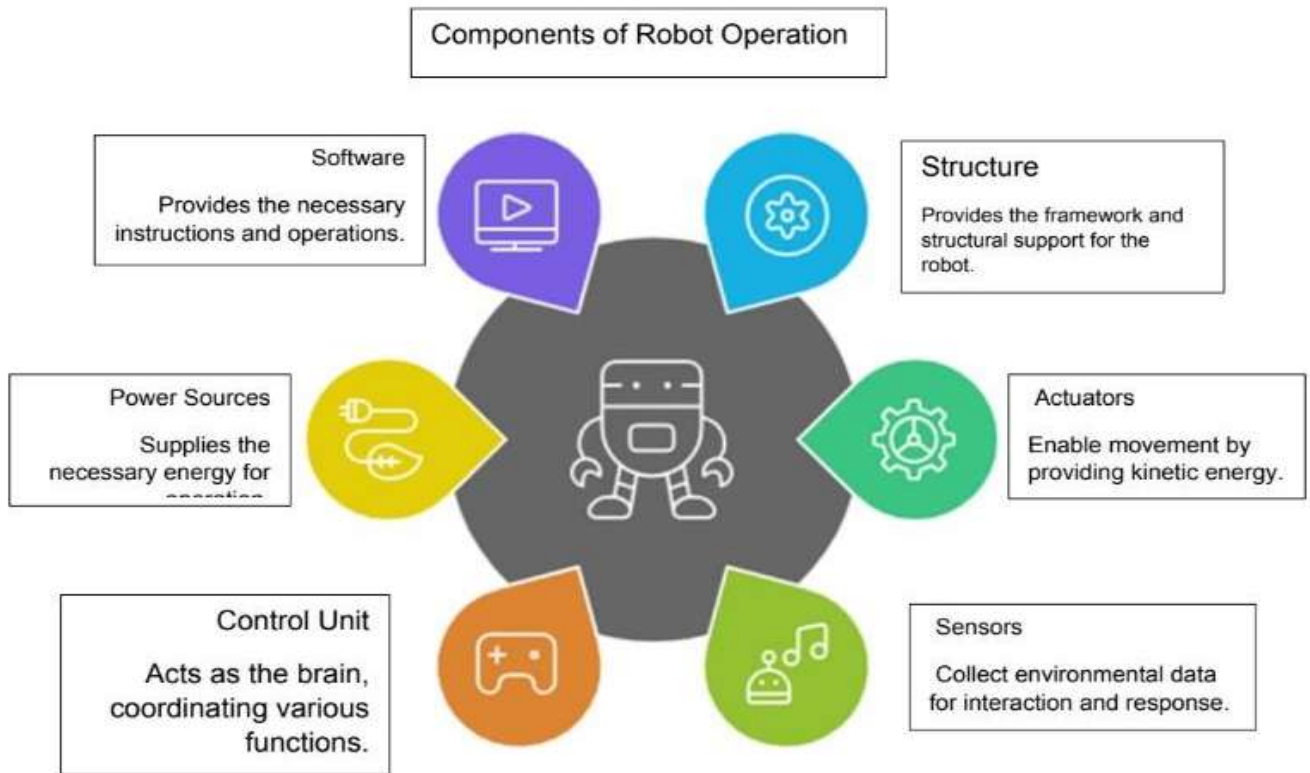 Components of Robot Operation
Software
Provides the necessary
instructions and operations.
Structure
Provides the framework and
structural support for the
robot.
Power Sources
Supplies the
necessary energy for
Actuators
Enable movement by
providing kinetic energy.
Control Unit
Acts as the brain,
coordinating various
functions.
Sensors
Collect environmental data
for interaction and response.